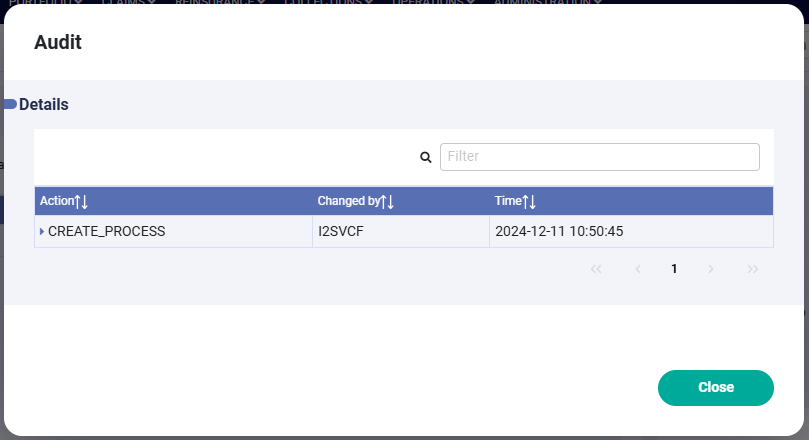 PORTFOLIO CLAIMS REINSURANCE COLLECTIONS OPERATIONS ADMINISTRATION
Audit
Details
Filter
Action Changed by Time
CREATE_PROCESS I2SVCF 2024-12-11 10:50:45
1
Close